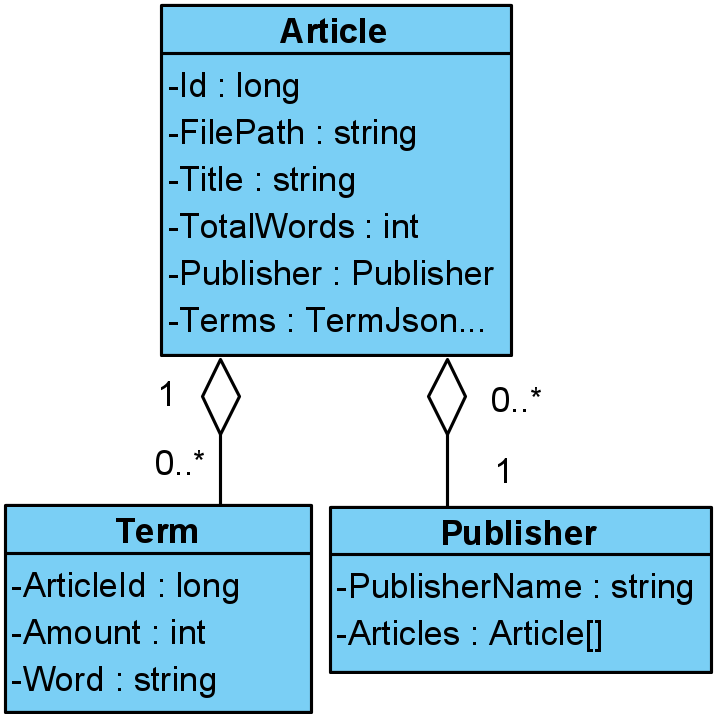 Article
-Id : long
-FilePath : string
-Title : string
-TotalWords : int
-Publisher : Publisher
-Terms : TermJson...
1
0..*
0..*
1
Term
-ArticleId : long
-Amount : int
-Word : string
Publisher
-PublisherName : string
-Articles : Article[]